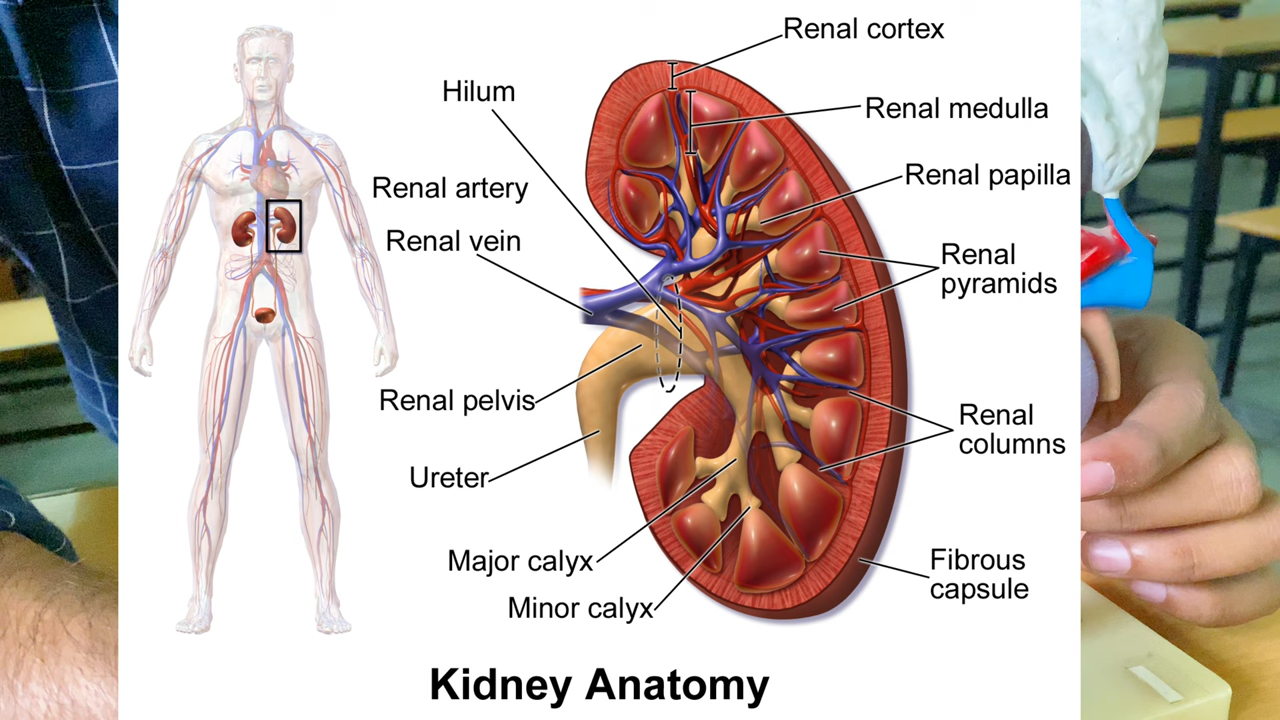 Renal cortex
Hilum
Renal medulla
Renal artery
Renal papilla
Renal vein
Renal
pyramids
Renal pelvis
Renal
columns
Ureter
Major calyx
Fibrous
capsule
Minor calyx
Kidney Anatomy